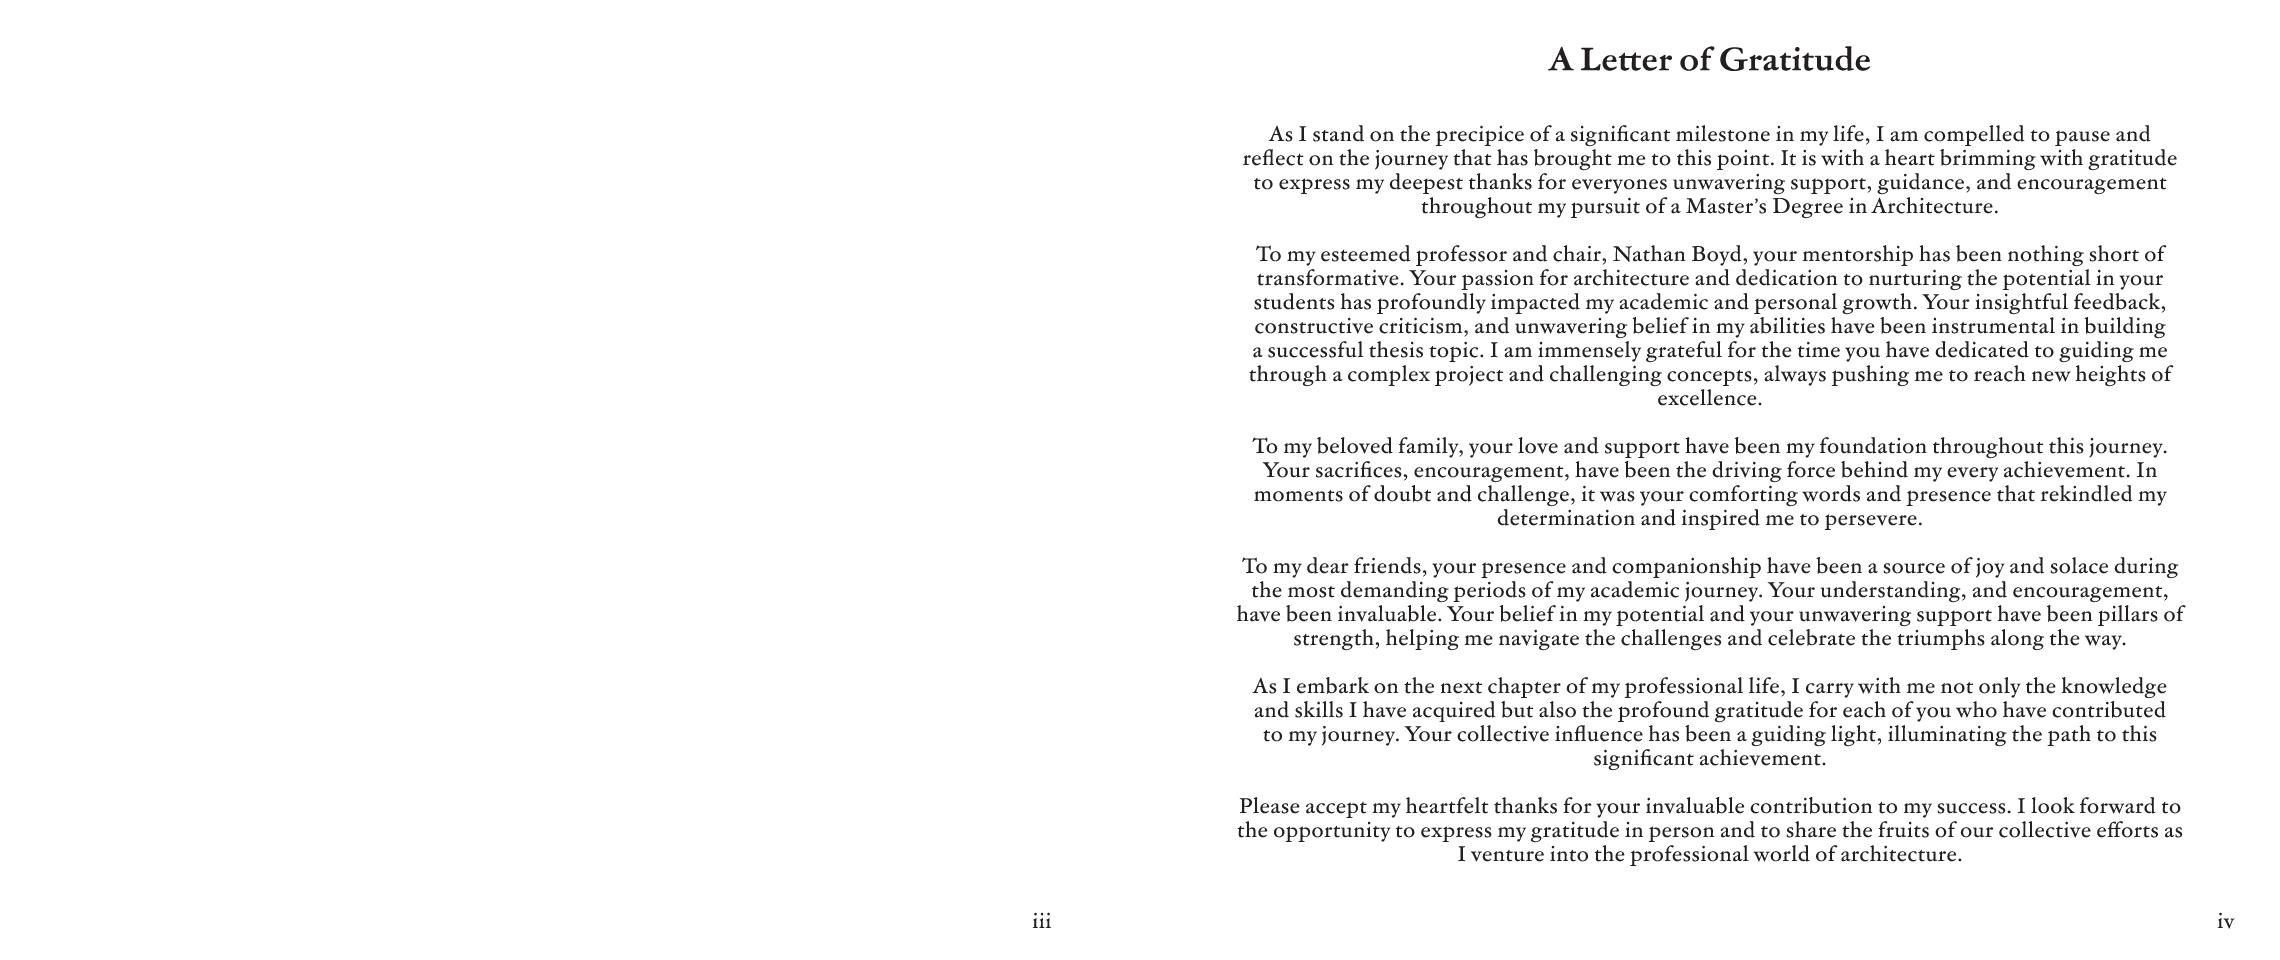 A Letter of Gratitude
As I stand on the precipice of a significant milestone in my life, I am compelled to pause and
reflect on the journey that has brought me to this point. It is with a heart brimming with gratitude
to express my deepest thanks for everyones unwavering support, guidance, and encouragement
throughout my pursuit of a Master’s Degree in Architecture.
To my esteemed professor and chair, Nathan Boyd, your mentorship has been nothing short of
transformative. Your passion for architecture and dedication to nurturing the potential in your
students has profoundly impacted my academic and personal growth. Your insightful feedback,
constructive criticism, and unwavering belief in my abilities have been instrumental in building
a successful thesis topic. I am immensely grateful for the time you have dedicated to guiding me
through a complex project and challenging concepts, always pushing me to reach new heights of
excellence.
To my beloved family, your love and support have been my foundation throughout this journey.
Your sacrifices, encouragement, have been the driving force behind my every achievement. In
moments of doubt and challenge, it was your comforting words and presence that rekindled my
determination and inspired me to persevere.
To my dear friends, your presence and companionship have been a source of joy and solace during
the most demanding periods of my academic journey. Your understanding, and encouragement,
have been invaluable. Your belief in my potential and your unwavering support have been pillars of
strength, helping me navigate the challenges and celebrate the triumphs along the way.
As I embark on the next chapter of my professional life, I carry with me not only the knowledge
and skills I have acquired but also the profound gratitude for each of you who have contributed
to my journey. Your collective influence has been a guiding light, illuminating the path to this
significant achievement.
Please accept my heartfelt thanks for your invaluable contribution to my success. I look forward to
the opportunity to express my gratitude in person and to share the fruits of our collective efforts as
I venture into the professional world of architecture.
iii
iv